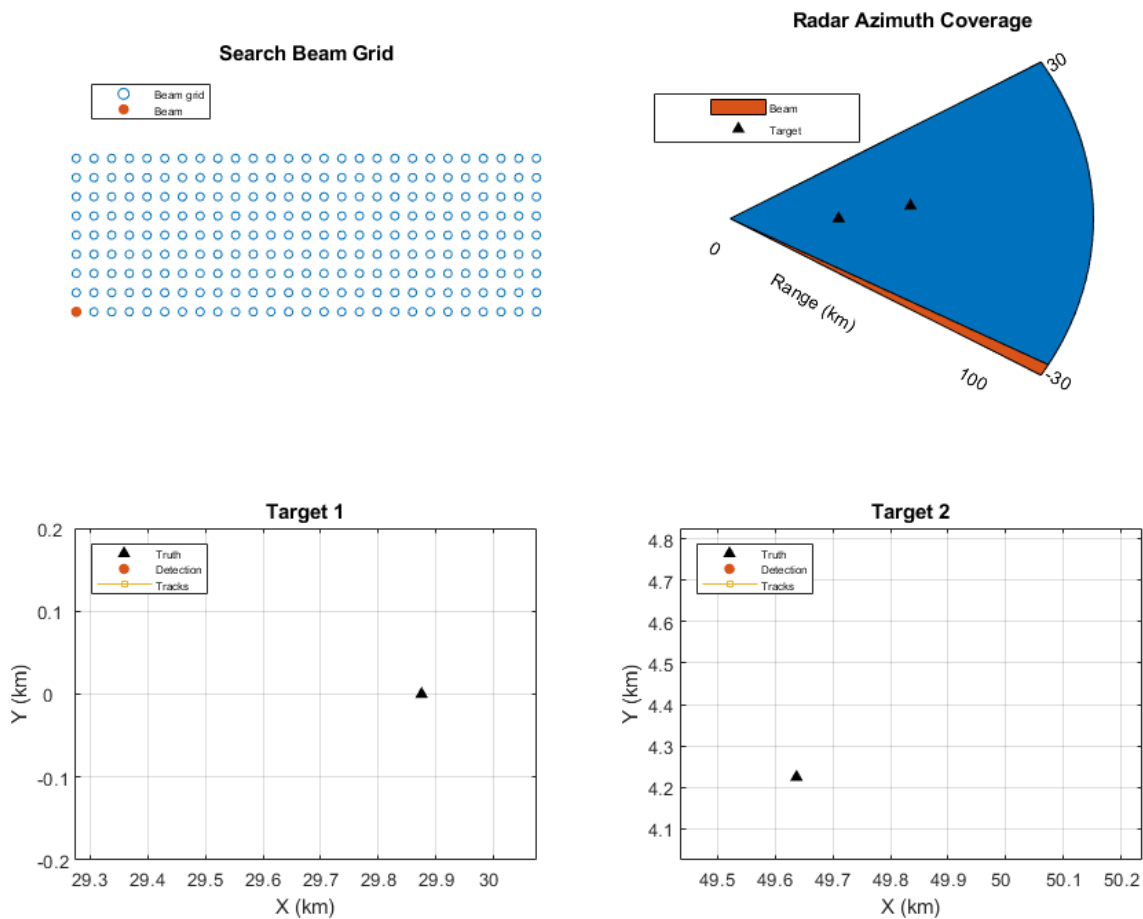 Search Beam Grid
Beam grid
Beam
Radar Azimuth Coverage
Beam
Target
30
0
Range (km)
100
-30
Target 1
Truth
Detection
Tracks
0.2
0.1
0
-0.1
-0.2
Y (km)
29.3 29.4 29.5 29.6 29.7 29.8 29.9 30
X (km)
Target 2
Truth
Detection
Tracks
4.8
4.7
4.6
4.5
4.4
4.3
4.2
4.1
Y (km)
49.5 49.6 49.7 49.8 49.9 50 50.1 50.2
X (km)